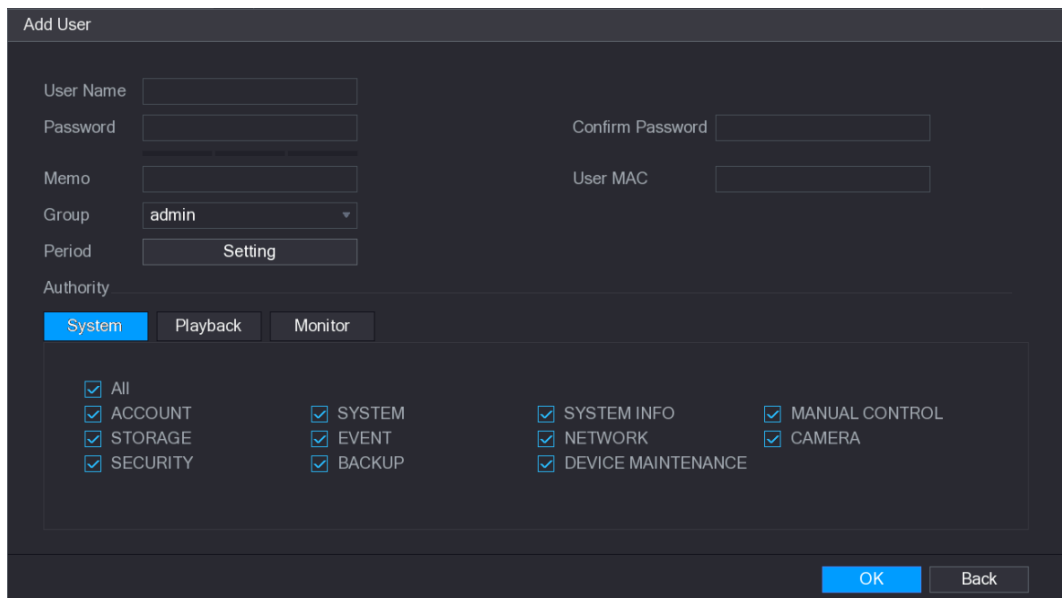 Add User
User Name
Password Confirm Password
Memo User MAC
Group admin
Period Setting
Authority
System Playback Monitor
All
ACCOUNT SYSTEM SYSTEM INFO MANUAL CONTROL
STORAGE EVENT NETWORK CAMERA
SECURITY BACKUP DEVICE MAINTENANCE
OK Back